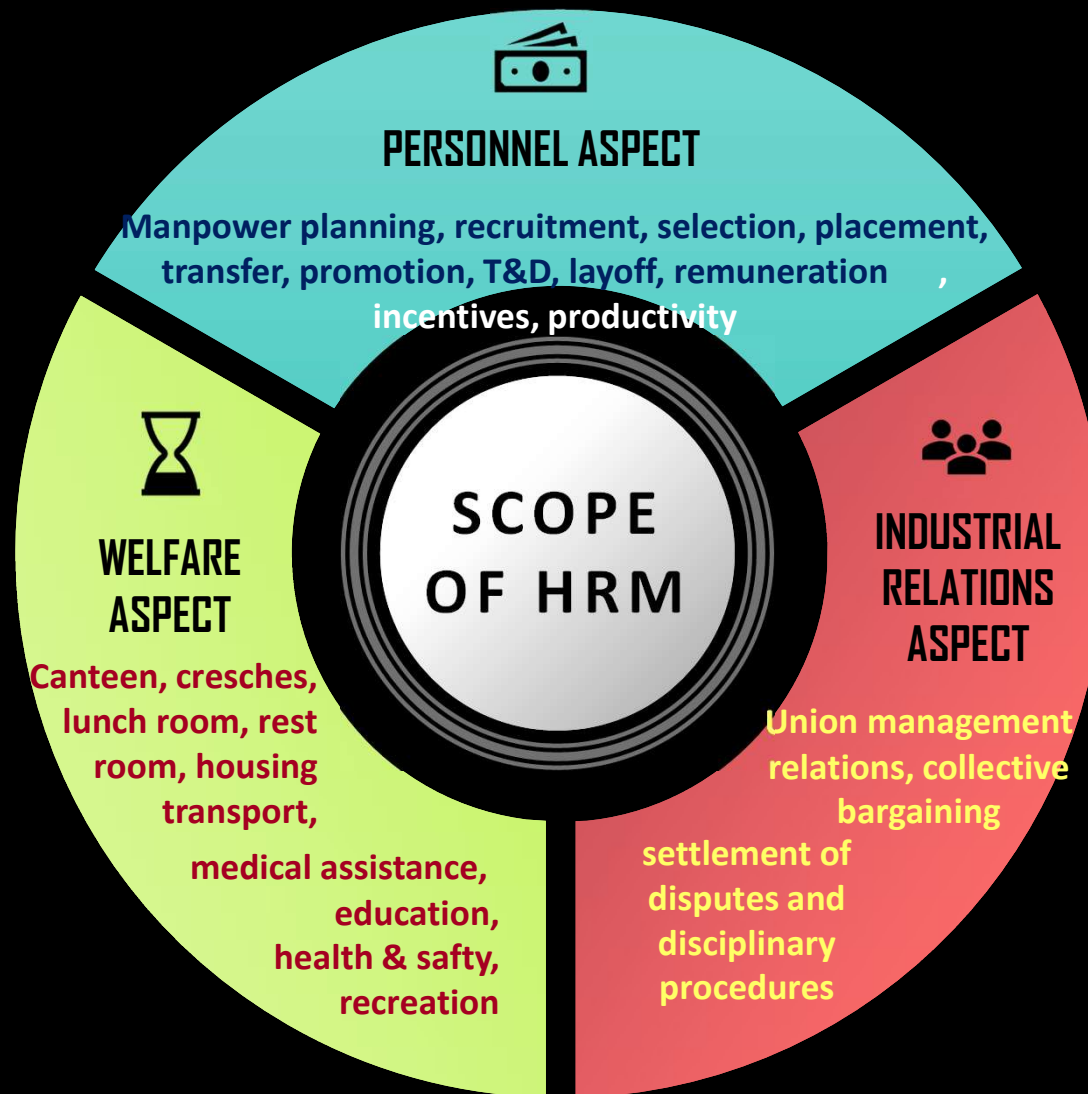 PERSONNEL ASPECT
Manpower planning, recruitment, selection, placement,
transfer, promotion, T&D, layoff, remuneration ,
incentives, productivity
SCOPE
OF HRM
WELFARE
ASPECT
Canteen, cresches,
lunch room, rest
room, housing
transport,
medical assistance,
education,
health & safty,
recreation
INDUSTRIAL
RELATIONS
ASPECT
Union management
relations, collective
bargaining
settlement of
disputes and
disciplinary
procedures